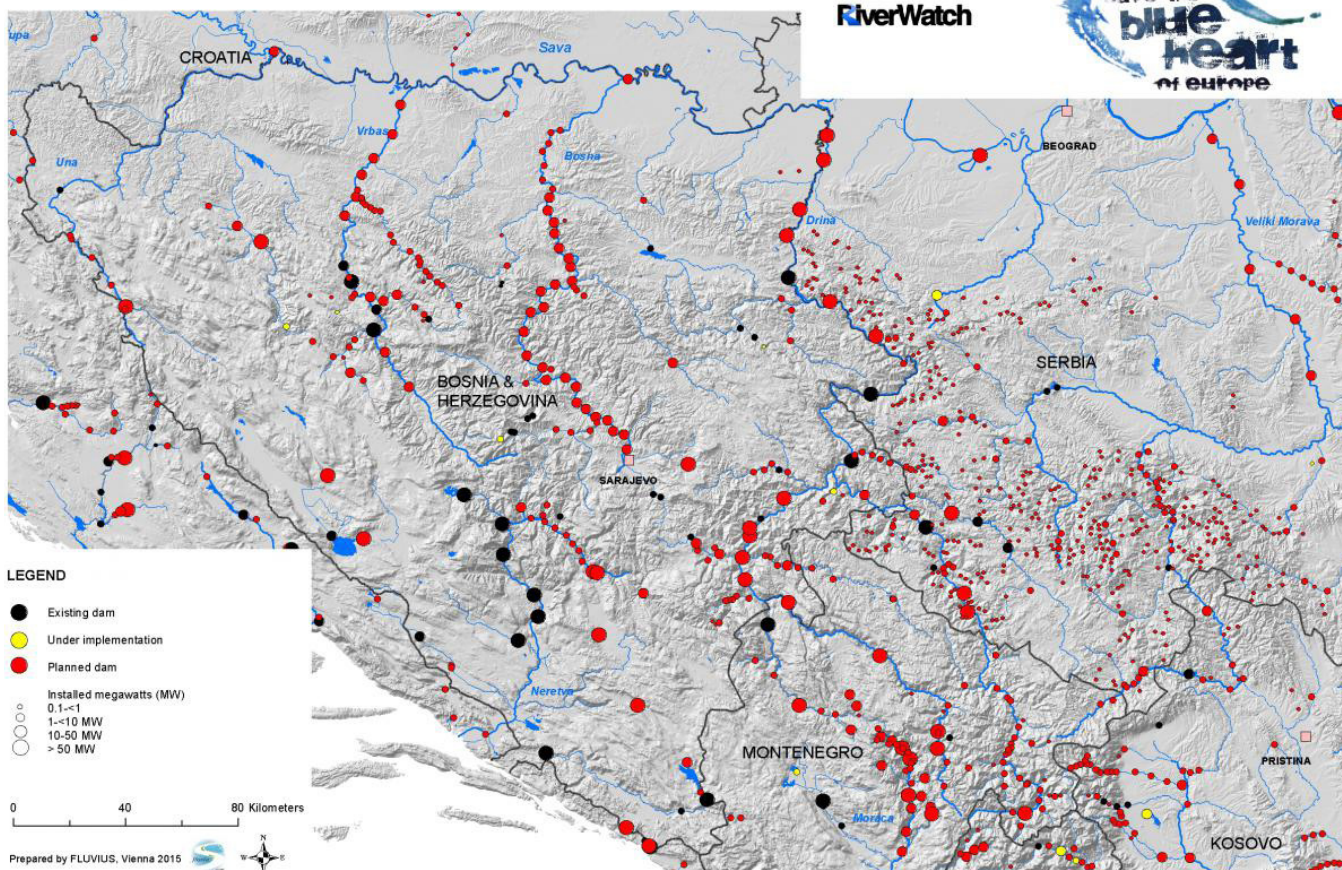 RiverWatch
blue
heart
of europe
upa
CROATIA
Sava
Vrbas
BEOGRAD
Una
Bosna
Drina
Veliki Morava
SERBIA
BOSNIA &
HERZEGOVINA
SARAJEVO
LEGEND
Existing dam
Under implementation
Planned dam
Installed megawatts (MW)
0.1-<1
1-<10 MW
10-50 MW
> 50 MW
Neretva
MONTENEGRO
PRISTINA
Moraca
KOSOVO
0 40 80 Kilometers
Prepared by FLUVIUS, Vienna 2015
N
W E
S